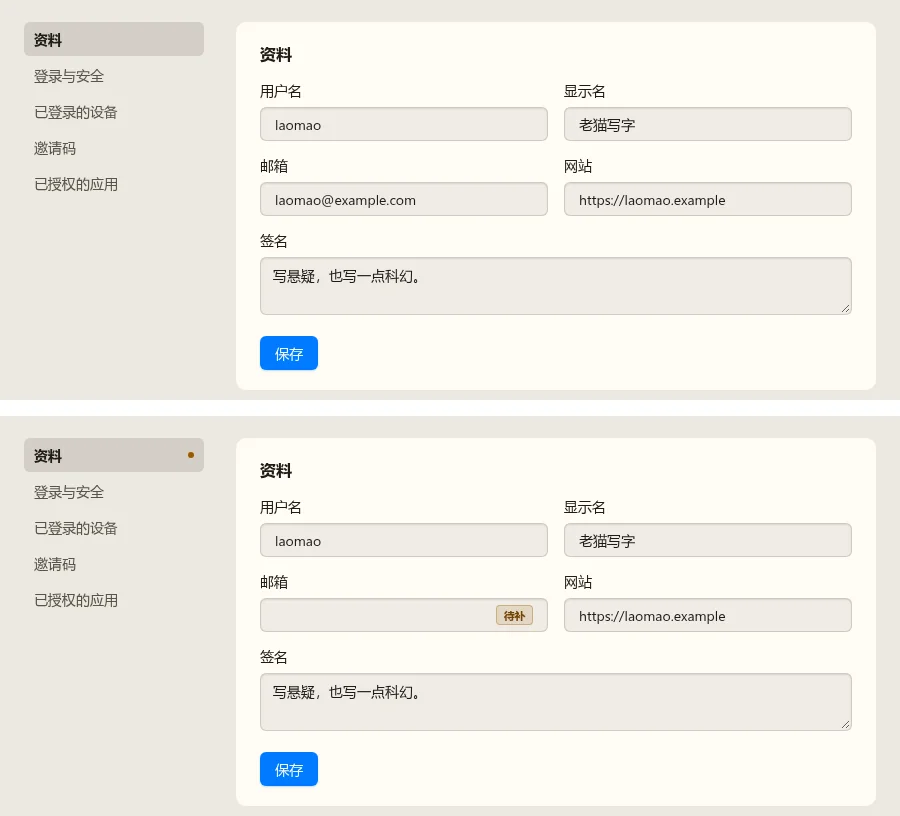 资料
登录与安全
已登录的设备
邀请码
已授权的应用
资料
用户名
显示名
laomao
老猫写字
邮箱
网站
laomao@example.com
https://laomao.example
签名
写悬疑，也写一点科幻。
保存
资料
登录与安全
已登录的设备
邀请码
已授权的应用
资料
用户名
显示名
laomao
老猫写字
邮箱
网站
待补
https://laomao.example
签名
写悬疑，也写一点科幻。
保存